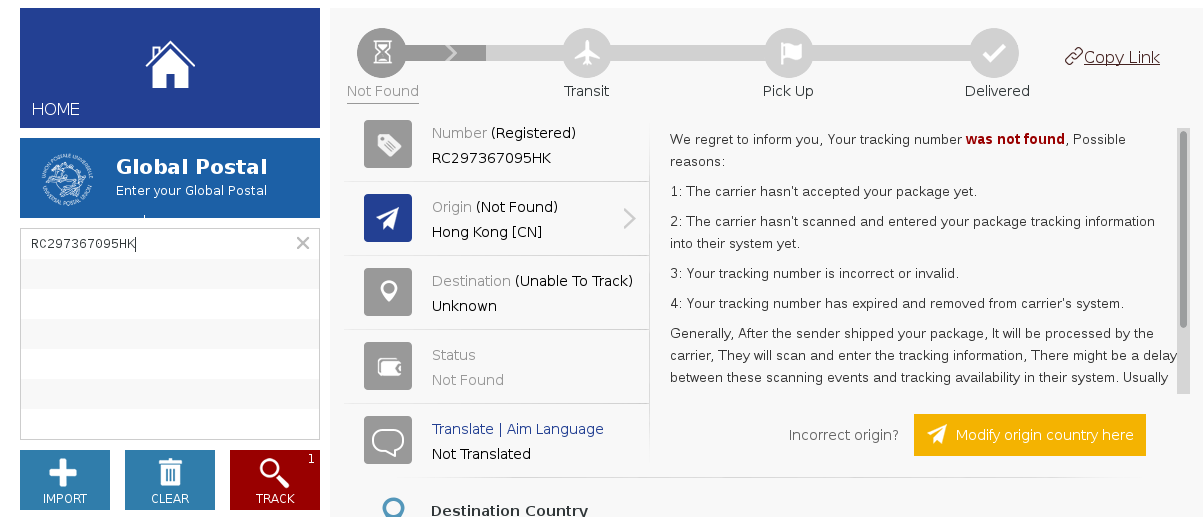 HOME
Global Postal
Enter your Global Postal
RC297367095HK
IMPORT
CLEAR
1
TRACK
Not Found
Transit
Pick Up
Delivered
Copy Link
Number (Registered)
RC297367095HK
Origin (Not Found)
Hong Kong [CN]
Destination (Unable To Track)
Unknown
Status
Not Found
Translate | Aim Language
Not Translated
We regret to inform you, Your tracking number was not found, Possible
reasons:
1: The carrier hasn't accepted your package yet.
2: The carrier hasn't scanned and entered your package tracking information
into their system yet.
3: Your tracking number is incorrect or invalid.
4: Your tracking number has expired and removed from carrier's system.
Generally, After the sender shipped your package, It will be processed by the
carrier, They will scan and enter the tracking information, There might be a delay
between these scanning events and tracking availability in their system. Usually
Incorrect origin?
Modify origin country here
Destination Country